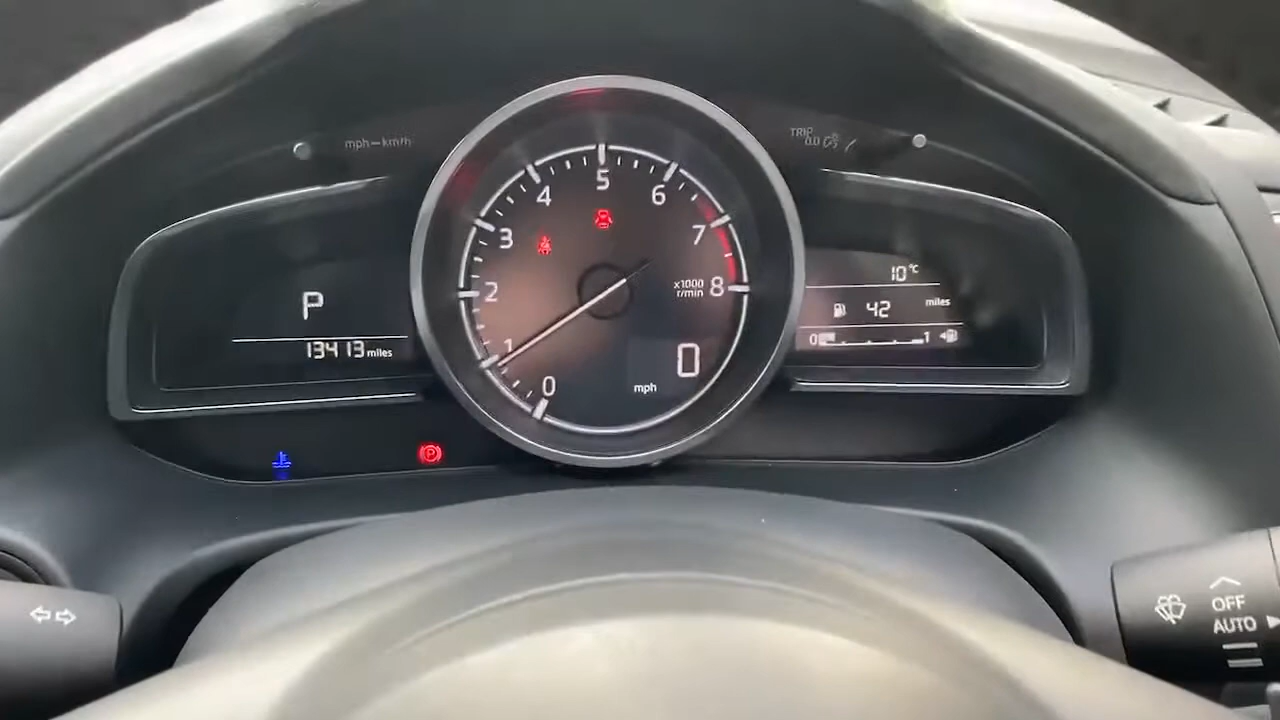 mph-km/h
TRIP
0.0
P
13413 miles
0
1
2
3
4
5
6
7
8
x1000
r/min
0
mph
10°C
42 miles
0 1
P
OFF
AUTO